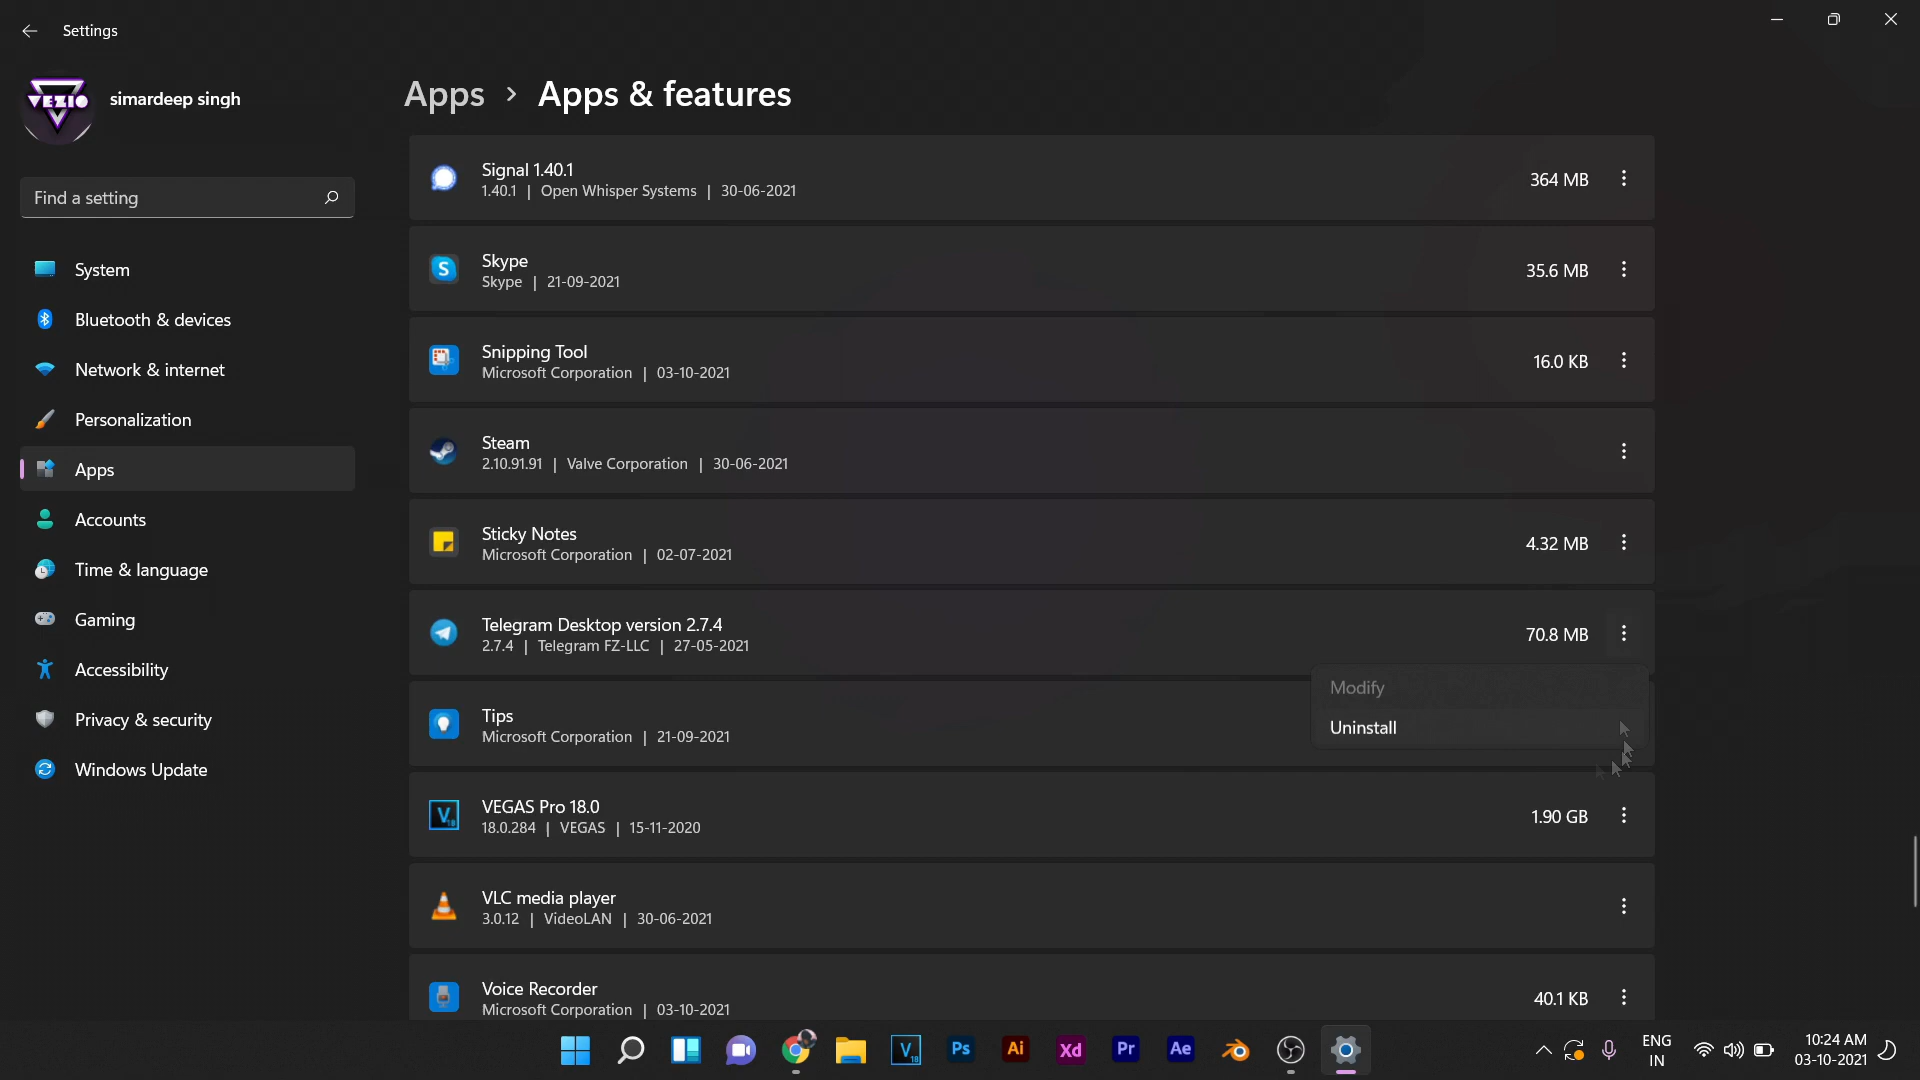 Settings
VEZIO
simardeep singh
Find a setting
System
Bluetooth & devices
Network & internet
Personalization
Apps
Accounts
Time & language
Gaming
Accessibility
Privacy & security
Windows Update
Apps > Apps & features
Signal 1.40.1
1.40.1 | Open Whisper Systems | 30-06-2021
364 MB
Skype
Skype | 21-09-2021
35.6 MB
Snipping Tool
Microsoft Corporation | 03-10-2021
16.0 KB
Steam
2.10.91.91 | Valve Corporation | 30-06-2021
Sticky Notes
Microsoft Corporation | 02-07-2021
4.32 MB
Telegram Desktop version 2.7.4
2.7.4 | Telegram FZ-LLC | 27-05-2021
70.8 MB
Modify
Uninstall
Tips
Microsoft Corporation | 21-09-2021
VEGAS Pro 18.0
18.0.284 | VEGAS | 15-11-2020
1.90 GB
VLC media player
3.0.12 | VideoLAN | 30-06-2021
Voice Recorder
Microsoft Corporation | 03-10-2021
40.1 KB
V 18
Ps
Ai
Xd
Pr
Ae
ENG
IN
10:24 AM
03-10-2021